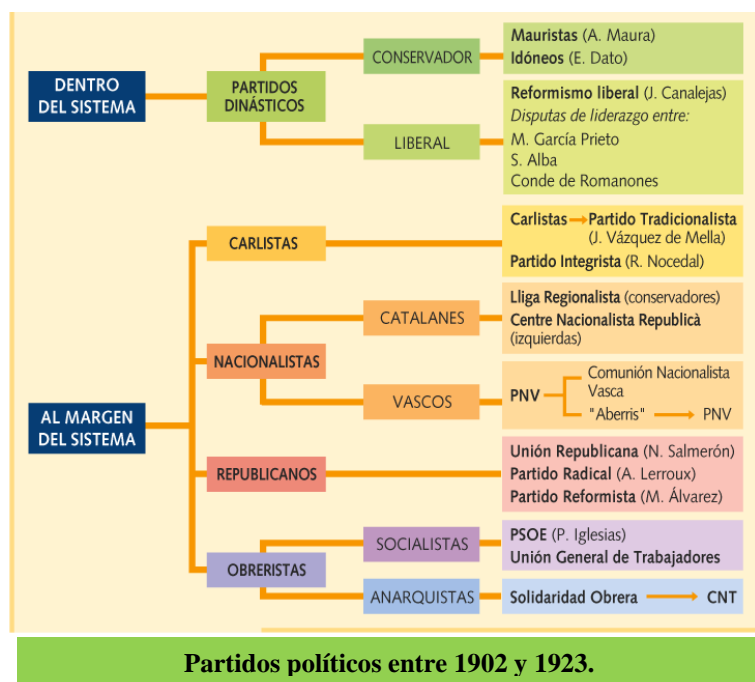 DENTRO
DEL SISTEMA
PARTIDOS
DINÁSTICOS
CONSERVADOR
Mauristas (A. Maura)
Idóneos (E. Dato)
LIBERAL
Reformismo liberal (J. Canalejas)
Disputas de liderazgo entre:
M. García Prieto
S. Alba
Conde de Romanones
AL MARGEN
DEL SISTEMA
CARLISTAS
Carlistas → Partido Tradicionalista
(J. Vázquez de Mella)
Partido Integrista (R. Nocedal)
NACIONALISTAS
CATALANES
Lliga Regionalista (conservadores)
Centre Nacionalista Republicà
(izquierdas)
VASCOS
PNV
Comunión Nacionalista
Vasca
"Aberris" → PNV
REPUBLICANOS
Unión Republicana (N. Salmerón)
Partido Radical (A. Lerroux)
Partido Reformista (M. Álvarez)
OBRERISTAS
SOCIALISTAS
PSOE (P. Iglesias)
Unión General de Trabajadores
ANARQUISTAS
Solidaridad Obrera → CNT
Partidos políticos entre 1902 y 1923.